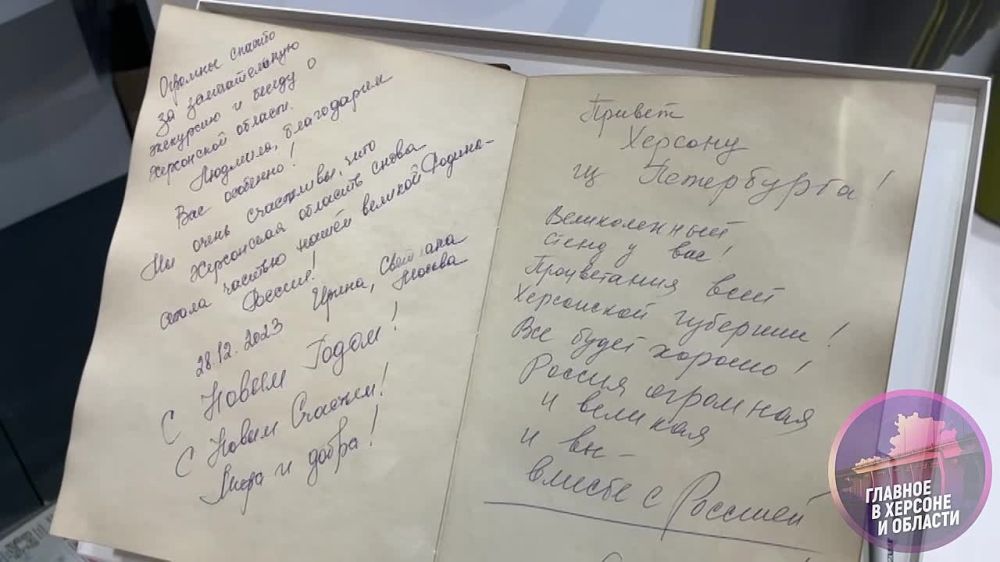 Огромные спасибо
за замечательную
экскурсию и беседу о
Херсонской области.
Людмила, благодарим
Вас особенно!
Мы очень счастливы, что
Херсонская область снова
стала частью нашей великой Родины-
России!
28.12.2023 Ирина, Светлана
Москва
С Новым Годом!
С Новым Счастьем!
Мира и добра!
Привет
Херсону
из Петербурга!
Великолепный
стенд у вас!
Процветания всей
Херсонской губернии!
Все будет хорошо!
Россия огромная
и великая
и вы-
вместе с Россией
ГЛАВНОЕ
В ХЕРСОНЕ
И ОБЛАСТИ